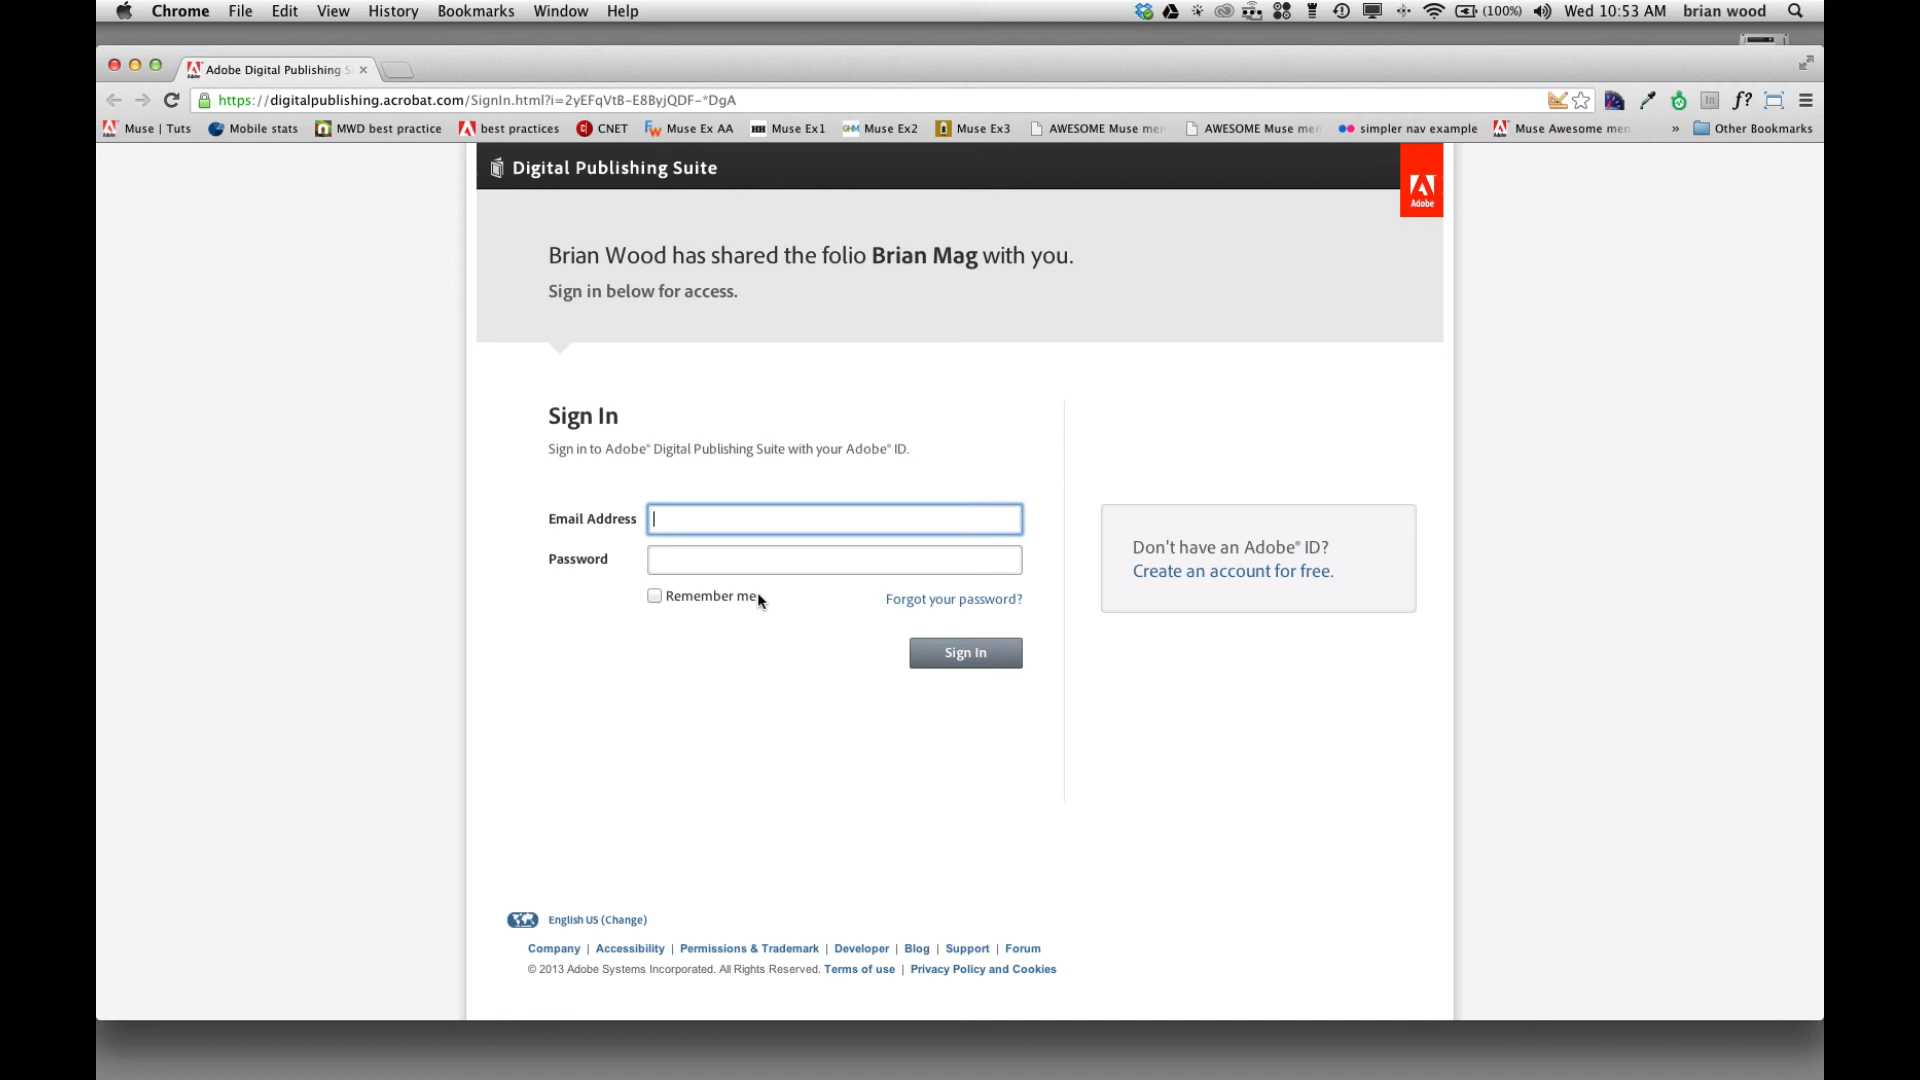 Chrome File Edit View History Bookmarks Window Help (100%) Wed 10:53 AM brian wood
Adobe Digital Publishing S
https://digitalpublishing.acrobat.com/SignIn.html?i=2yEFqVtB-E8ByjQDF-*DgA
Muse | Tuts Mobile stats MWD best practice best practices CNET Muse Ex AA Muse Ex1 Muse Ex2 Muse Ex3 AWESOME Muse men AWESOME Muse men simpler nav example Muse Awesome men » Other Bookmarks
Digital Publishing Suite
Adobe
Brian Wood has shared the folio Brian Mag with you.
Sign in below for access.
Sign In
Sign in to Adobe® Digital Publishing Suite with your Adobe® ID.
Email Address
Password
Remember me
Forgot your password?
Sign In
Don't have an Adobe® ID?
Create an account for free.
English US (Change)
Company | Accessibility | Permissions & Trademark | Developer | Blog | Support | Forum
© 2013 Adobe Systems Incorporated. All Rights Reserved. Terms of use | Privacy Policy and Cookies